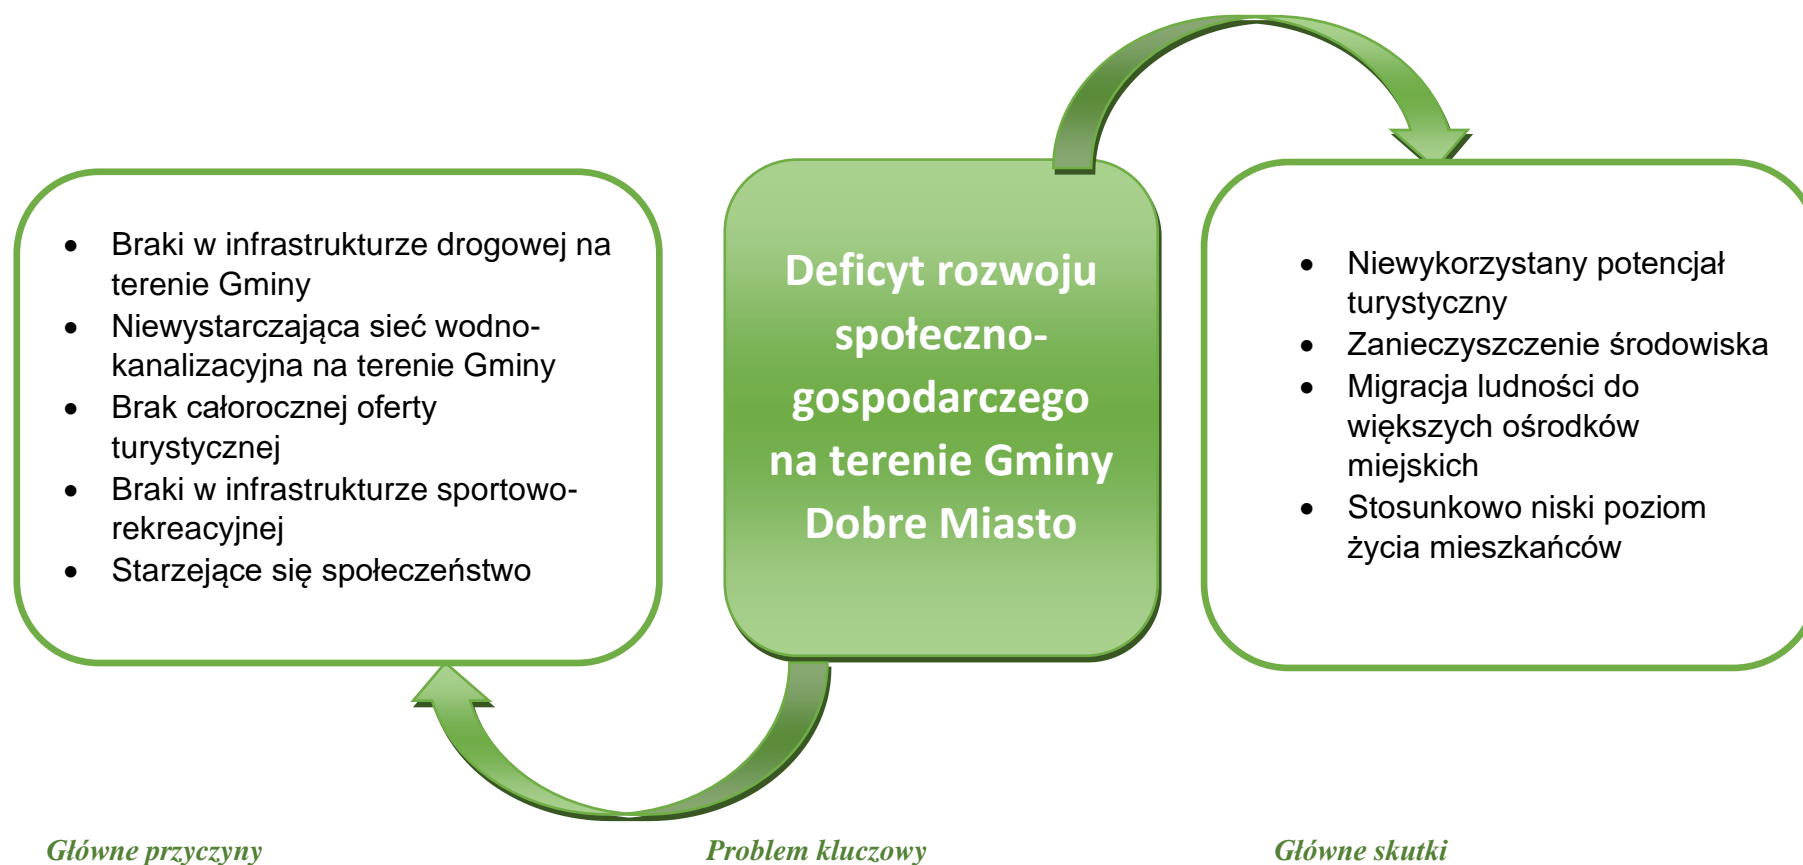 Braki w infrastrukturze drogowej na
terenie Gminy
Niewystarczająca sieć wodno-
kanalizacyjna na terenie Gminy
Brak całorocznej oferty
turystycznej
Braki w infrastrukturze sportowo-
rekreacyjnej
Starzejące się społeczeństwo
Deficyt rozwoju
społeczno-
gospodarczego
na terenie Gminy
Dobre Miasto
Niewykorzystany potencjał
turystyczny
Zanieczyszczenie środowiska
Migracja ludności do
większych ośrodków
miejskich
Stosunkowo niski poziom
życia mieszkańców
Główne przyczyny
Problem kluczowy
Główne skutki